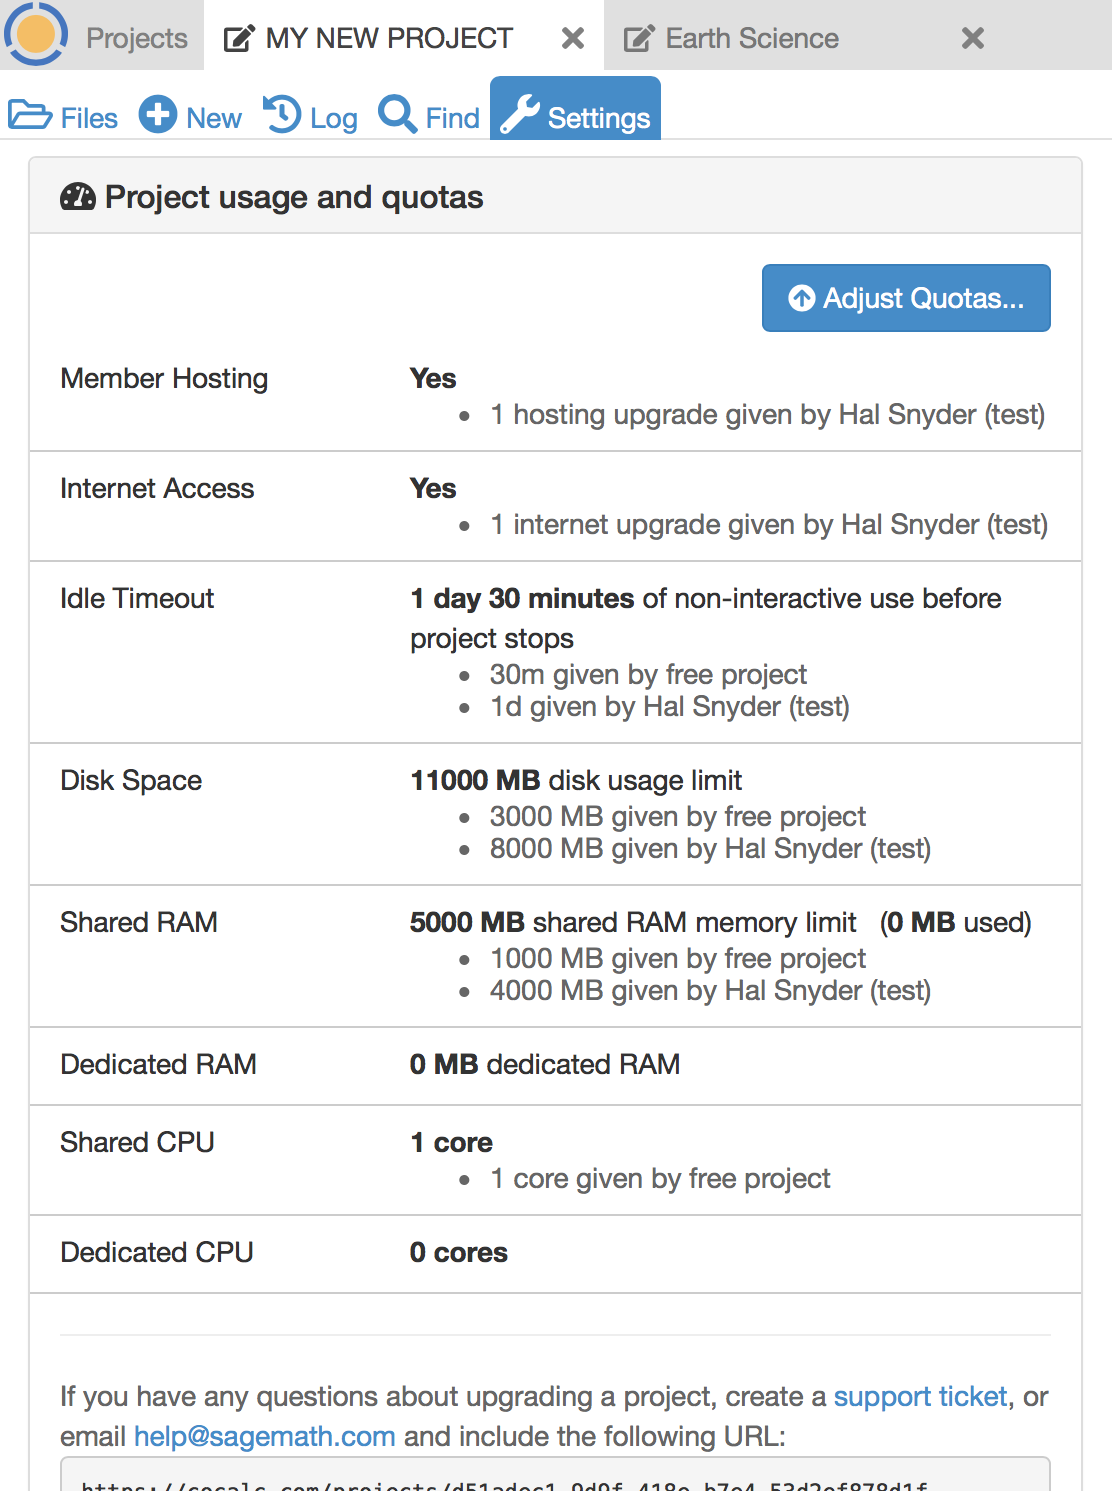 Projects MY NEW PROJECT Earth Science
Files New Log Find Settings
Project usage and quotas
Adjust Quotas...
Member Hosting Yes
1 hosting upgrade given by Hal Snyder (test)
Internet Access Yes
1 internet upgrade given by Hal Snyder (test)
Idle Timeout 1 day 30 minutes of non-interactive use before
project stops
30m given by free project
1d given by Hal Snyder (test)
Disk Space 11000 MB disk usage limit
3000 MB given by free project
8000 MB given by Hal Snyder (test)
Shared RAM 5000 MB shared RAM memory limit (0 MB used)
1000 MB given by free project
4000 MB given by Hal Snyder (test)
Dedicated RAM 0 MB dedicated RAM
Shared CPU 1 core
1 core given by free project
Dedicated CPU 0 cores
If you have any questions about upgrading a project, create a support ticket, or
email help@sagemath.com and include the following URL: